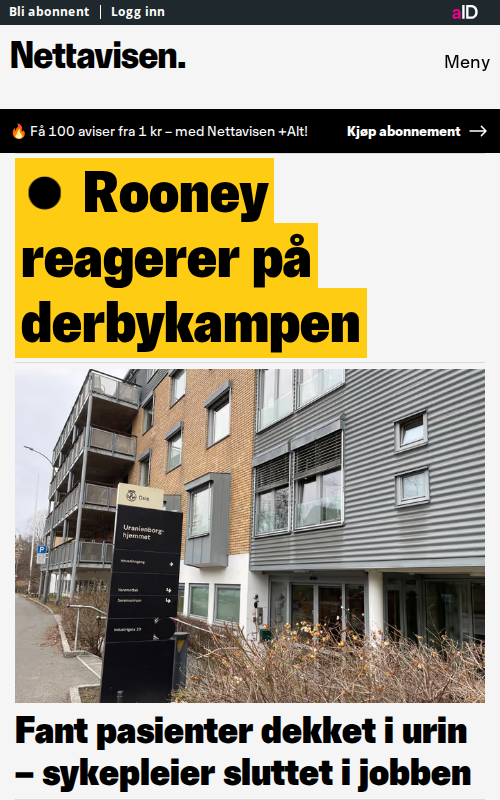 Bli abonnent
Logg inn
aID
Nettavisen.
Meny
🔥 Få 100 aviser fra 1 kr – med Nettavisen +Alt!
Kjøp abonnement →
Rooney
reagerer på
derbykampen
Oslo
Uranienborg-
hjemmet
P
Fant pasienter dekket i urin
– sykepleier sluttet i jobben